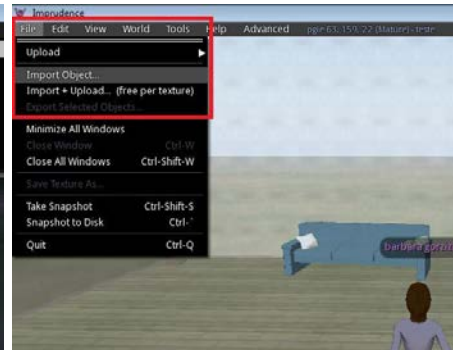 Imprudence
File Edit View World Tools Help Advanced
Upload
Import Object...
Import + Upload... (free per texture)
Export Selected Objects...
Minimize All Windows
Close Window Ctrl-W
Close All Windows Ctrl-Shift-W
Save Texture As...
Take Snapshot Ctrl-Shift-S
Snapshot to Disk Ctrl-`
Quit Ctrl-Q
barbara